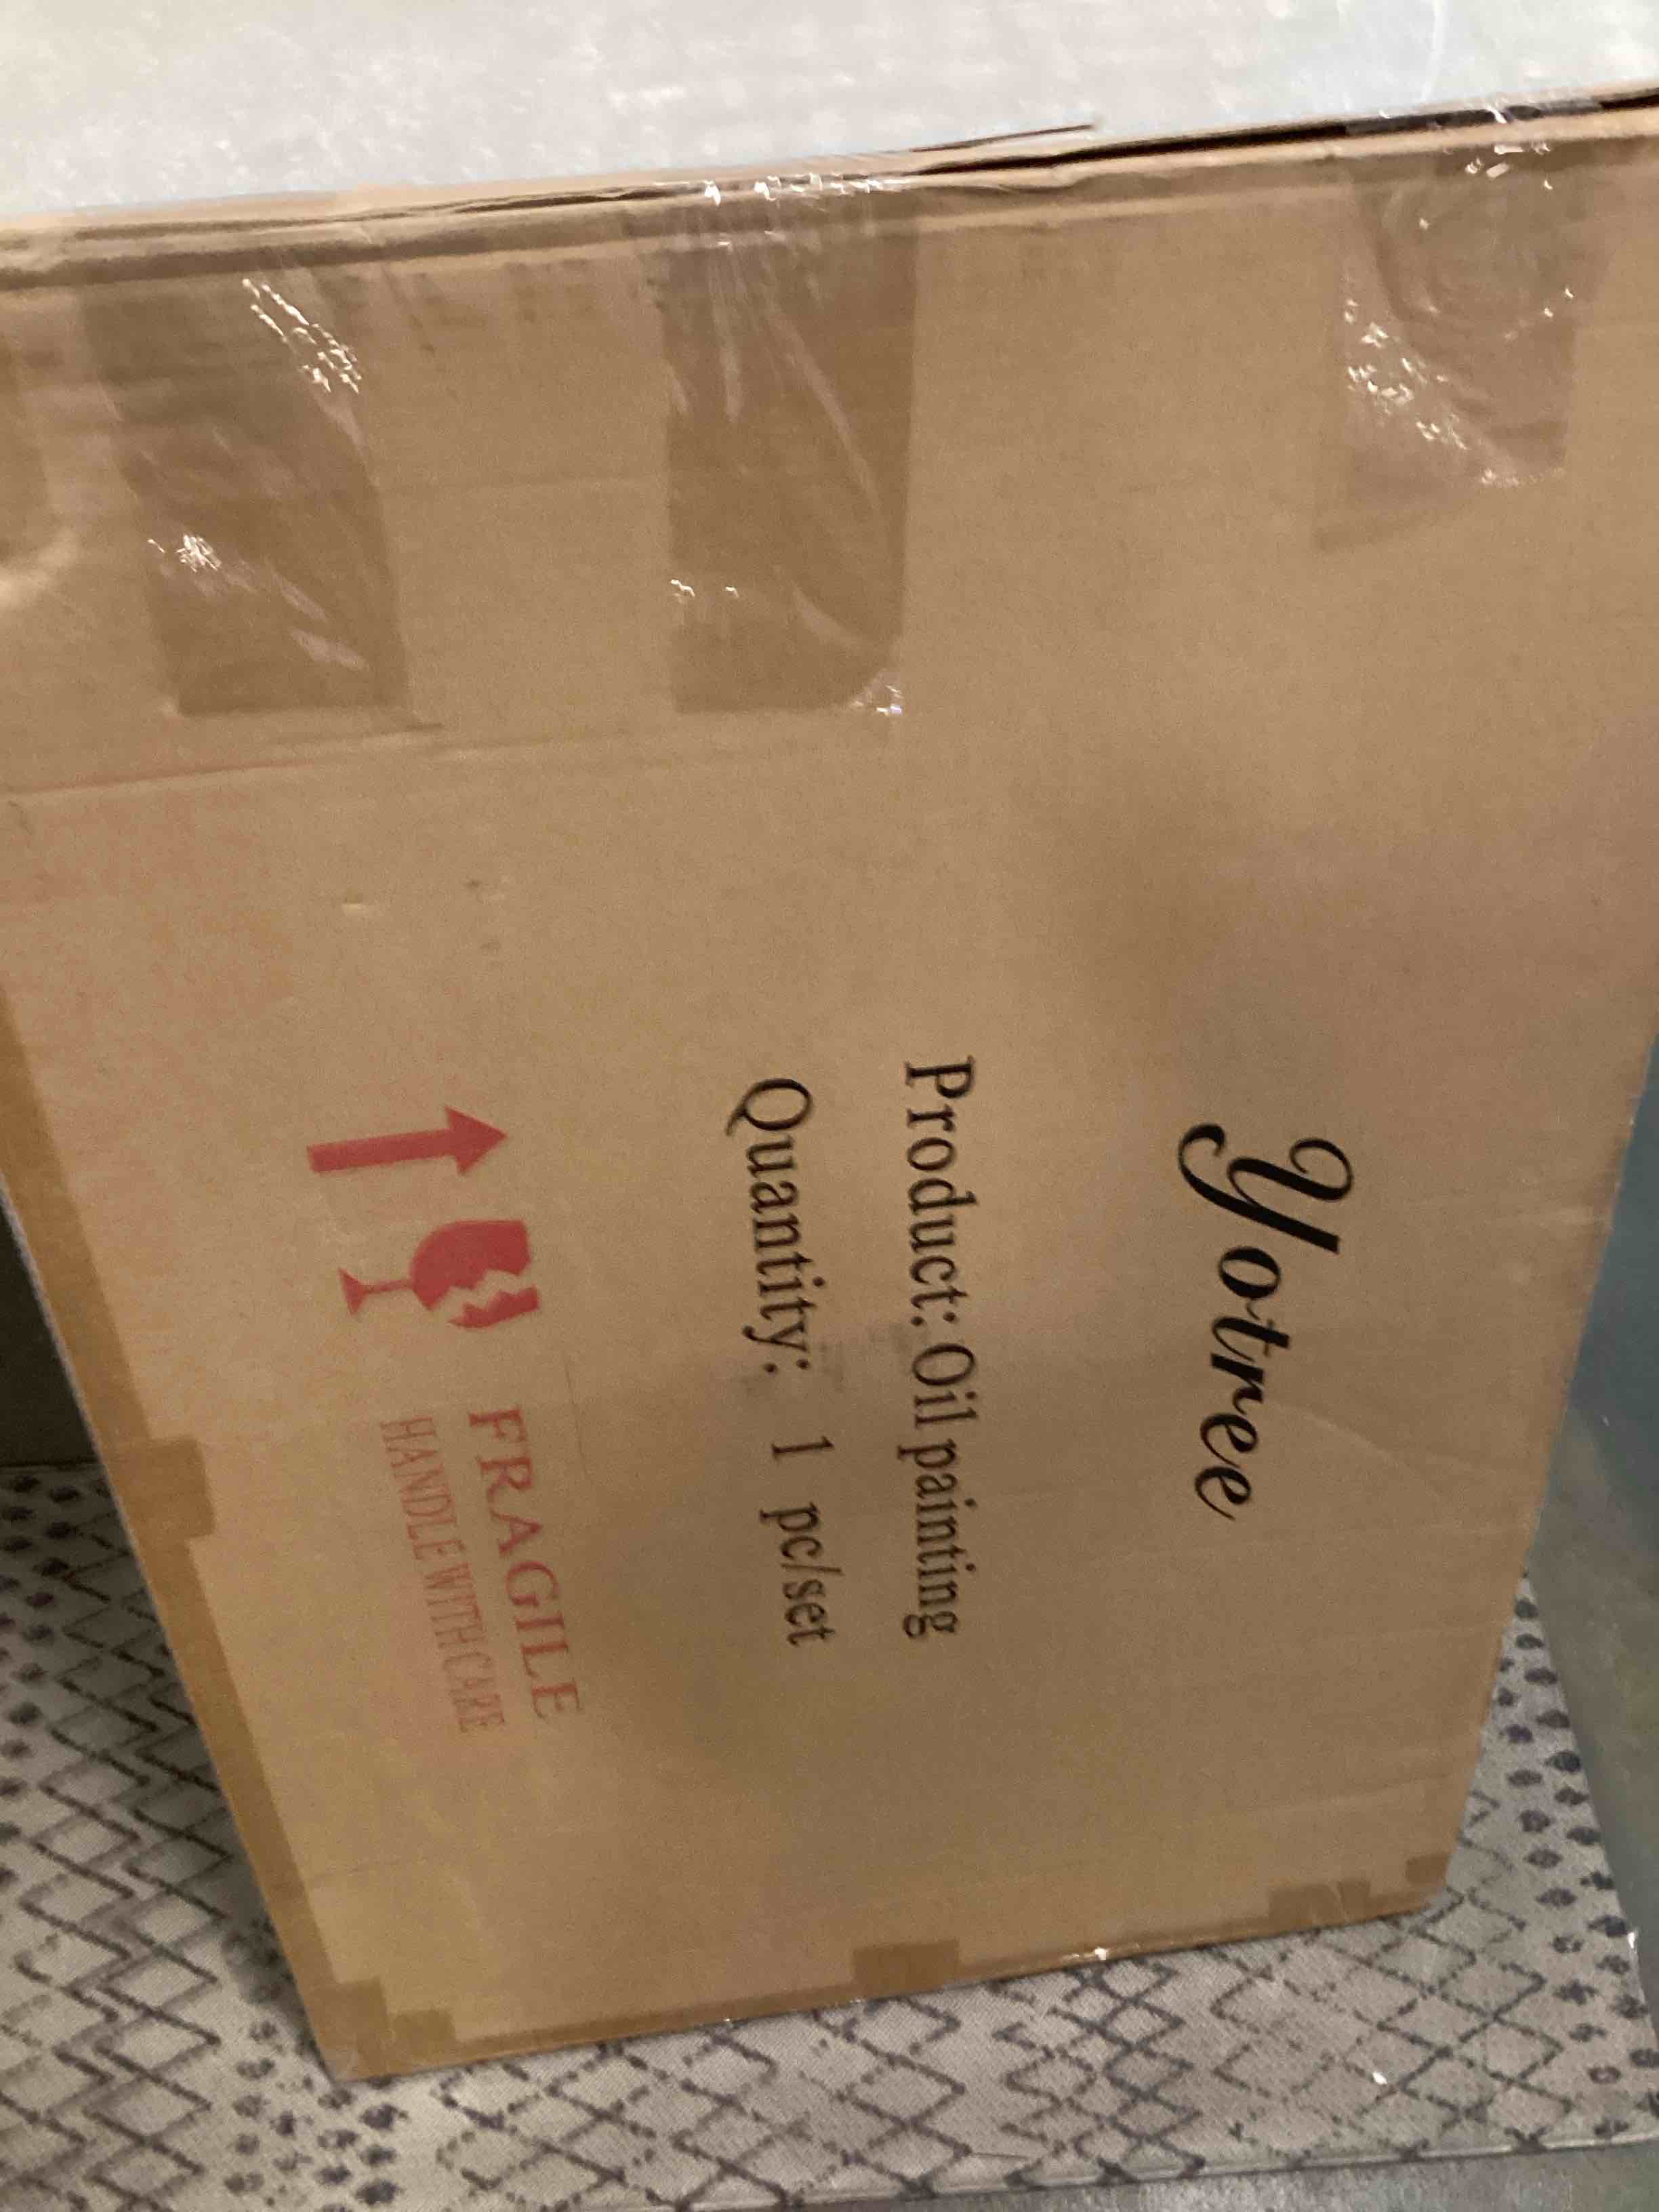 Yotree
Product: Oil painting
Quantity: 1 pc/set
FRAGILE
HANDLE WITH CARE